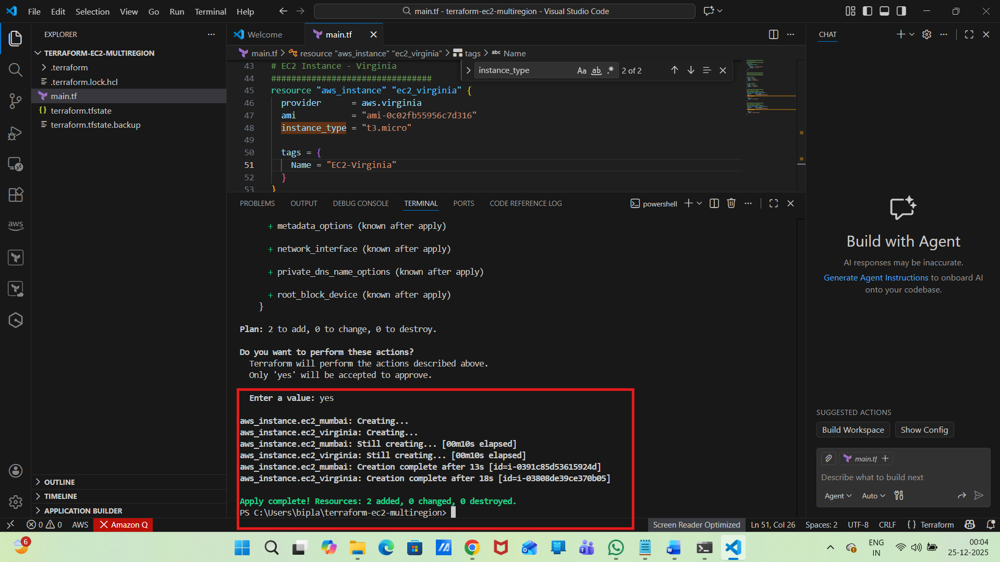 File Edit Selection View Go Run Terminal Help
main.tf - terraform-ec2-multiregion - Visual Studio Code
EXPLORER
TERRAFORM-EC2-MULTIREGION
.terraform
.terraform.lock.hcl
main.tf
terraform.tfstate
terraform.tfstate.backup
OUTLINE
TIMELINE
APPLICATION BUILDER
aws
Welcome
main.tf
main.tf > resource "aws_instance" "ec2_virginia" > tags > abc Name
instance_type Aa ab .* 2 of 2
43 # EC2 Instance - Virginia
44 ################################
45 resource "aws_instance" "ec2_virginia" {
46 provider = aws.virginia
47 ami = "ami-0c02fb55956c7d316"
48 instance_type = "t3.micro"
49
50 tags = {
51 Name = "EC2-Virginia"
52 }
53 }
PROBLEMS OUTPUT DEBUG CONSOLE TERMINAL PORTS CODE REFERENCE LOG
powershell
+ metadata_options (known after apply)
+ network_interface (known after apply)
+ private_dns_name_options (known after apply)
+ root_block_device (known after apply)
}
Plan: 2 to add, 0 to change, 0 to destroy.
Do you want to perform these actions?
Terraform will perform the actions described above.
Only 'yes' will be accepted to approve.
Enter a value: yes
aws_instance.ec2_mumbai: Creating...
aws_instance.ec2_virginia: Creating...
aws_instance.ec2_mumbai: Still creating... [00m10s elapsed]
aws_instance.ec2_virginia: Still creating... [00m10s elapsed]
aws_instance.ec2_mumbai: Creation complete after 13s [id=i-0391c85d53615924d]
aws_instance.ec2_virginia: Creation complete after 18s [id=i-03808de39ce370b05]
Apply complete! Resources: 2 added, 0 changed, 0 destroyed.
PS C:\Users\bipla\terraform-ec2-multiregion>
CHAT
Build with Agent
AI responses may be inaccurate.
Generate Agent Instructions to onboard AI
onto your codebase.
SUGGESTED ACTIONS
Build Workspace Show Config
main.tf
Describe what to build next
Agent Auto
0 0 AWS Amazon Q
Screen Reader Optimized Ln 51, Col 26 Spaces: 2 UTF-8 CRLF { } Terraform
6
ENG
IN
00:04
25-12-2025